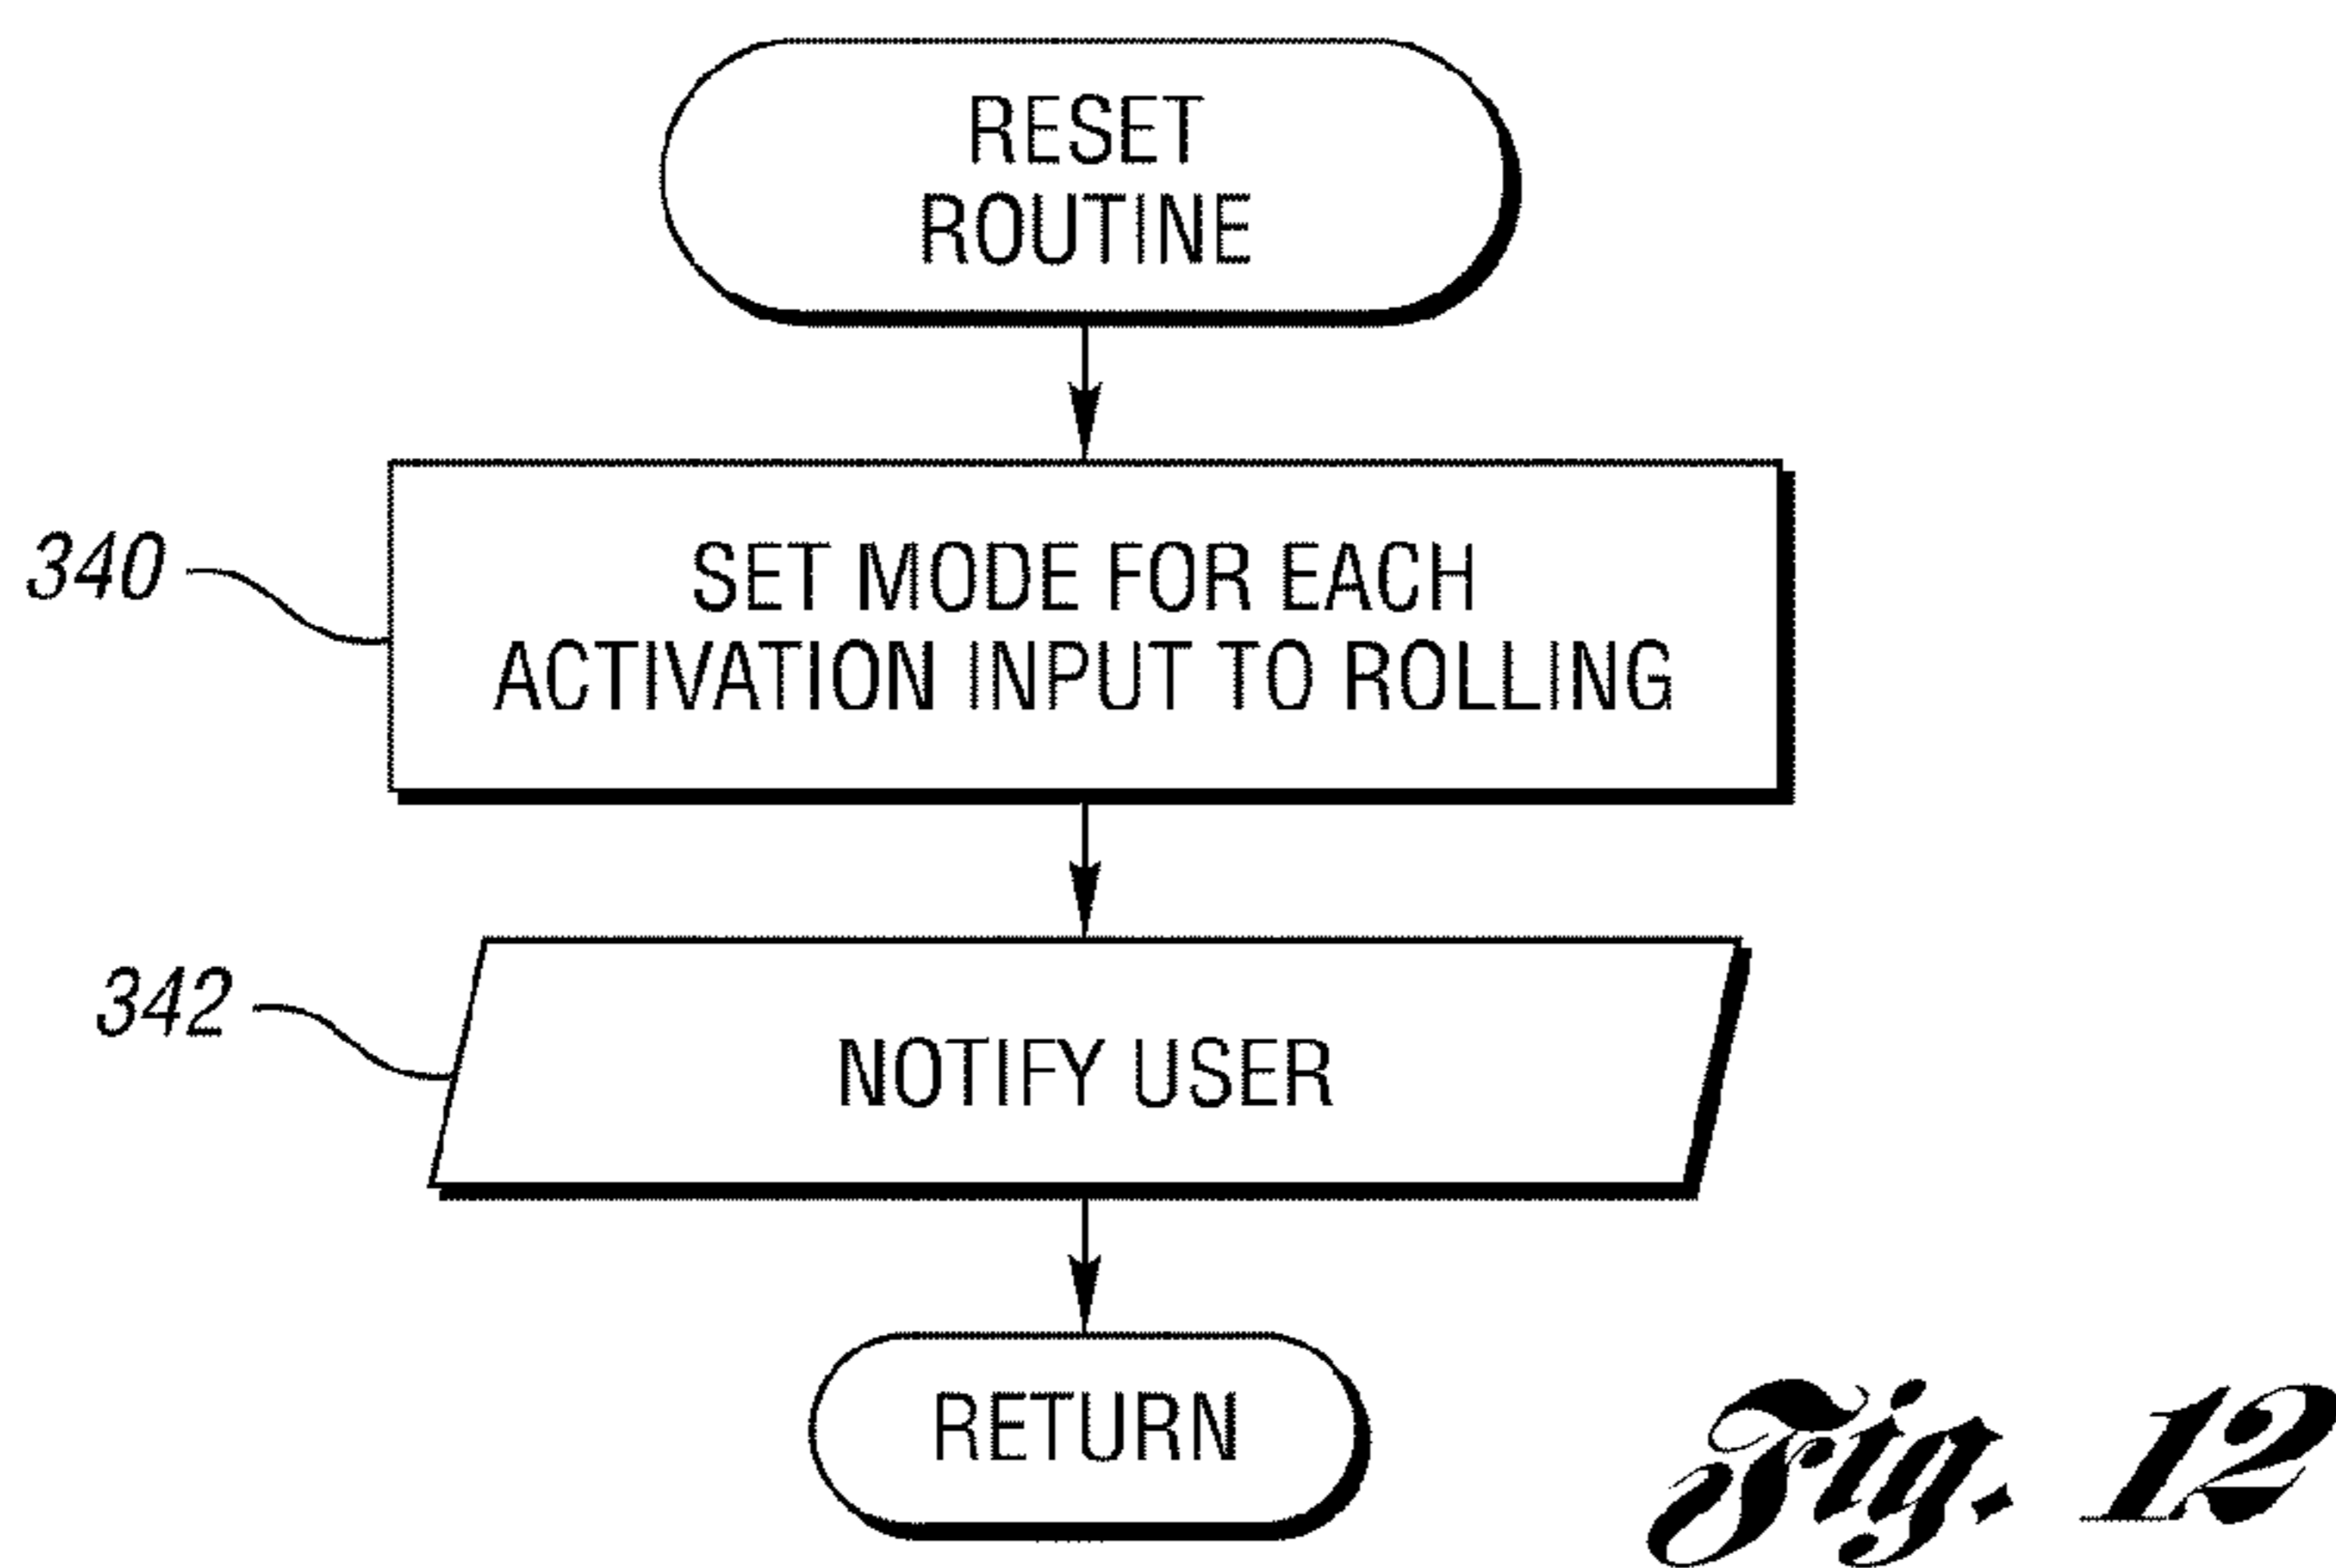 RESET
ROUTINE
340
SET MODE FOR EACH
ACTIVATION INPUT TO ROLLING
342
NOTIFY USER
RETURN
Fig. 12